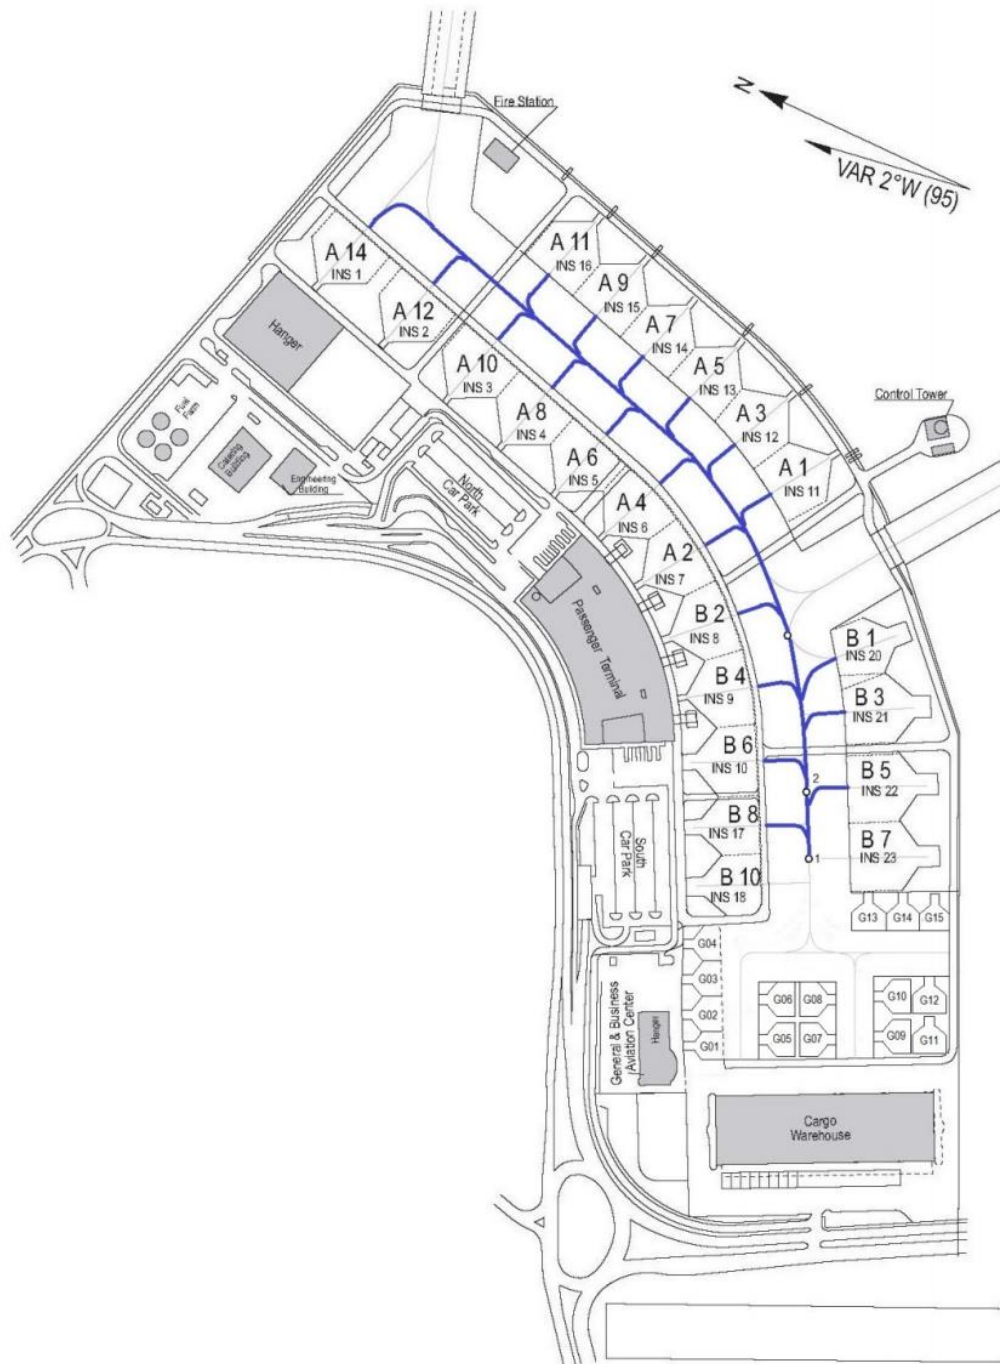 Fire Station
N
VAR 2°W (95)
A 14
INS 1
A 12
INS 2
A 11
INS 16
A 9
INS 15
A 7
INS 14
A 5
INS 13
A 3
INS 12
A 1
INS 11
Control Tower
Hanger
A 10
INS 3
A 8
INS 4
A 6
INS 5
A 4
INS 6
A 2
INS 7
Fuel
Farm
Catering
Building
Engineering
Building
North
Car Park
Passenger Terminal
B 2
INS 8
B 4
INS 9
B 6
INS 10
B 8
INS 17
B 10
INS 18
B 1
INS 20
B 3
INS 21
B 5
INS 22
B 7
INS 23
2
1
South
Car Park
G13
G14
G15
G04
G03
G02
G01
G06
G08
G05
G07
G10
G12
G09
G11
General & Business
Aviation Center
Hanger
Cargo
Warehouse